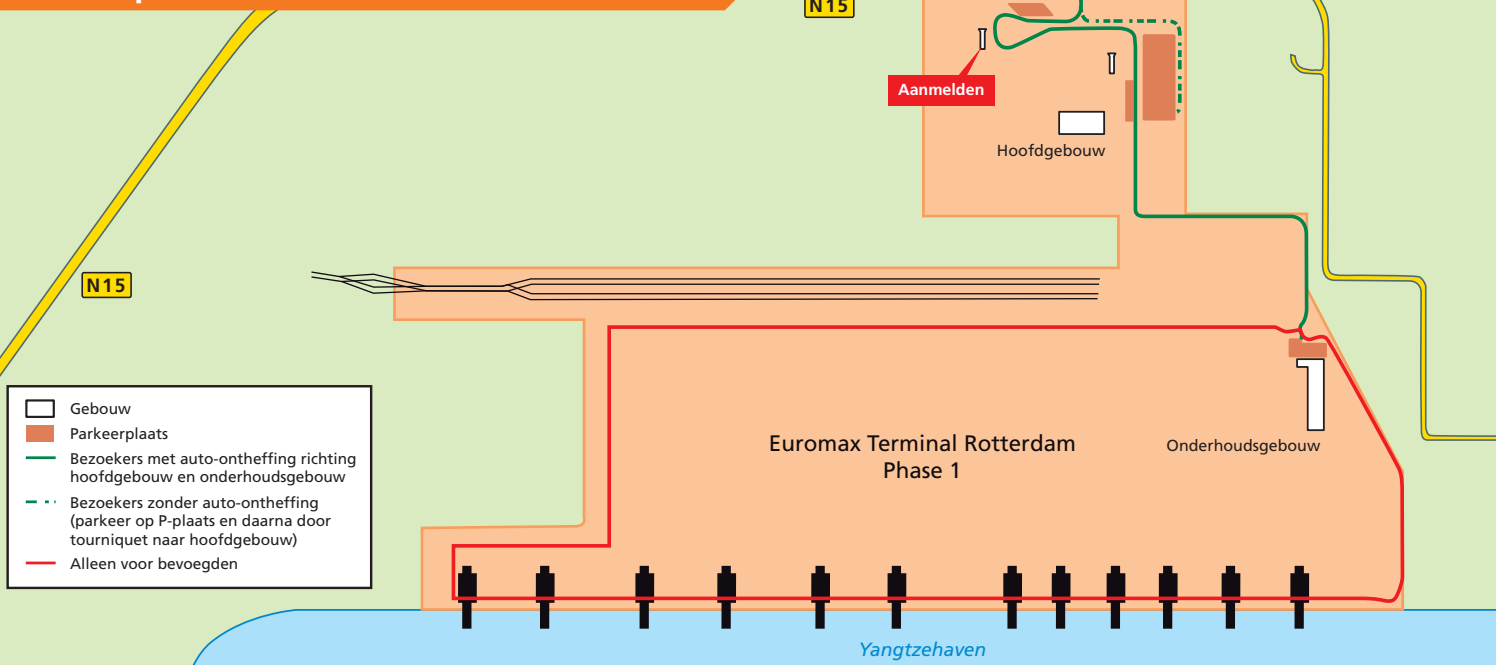 N15
Aanmelden
Hoofdgebouw
N15
Gebouw
Parkeerplaats
Bezoekers met auto-ontheffing richting
hoofdgebouw en onderhoudsgebouw
Bezoekers zonder auto-ontheffing
(parkeer op P-plaats en daarna door
tourniquet naar hoofdgebouw)
Alleen voor bevoegden
Euromax Terminal Rotterdam
Phase 1
Onderhoudsgebouw
Yangtzehaven